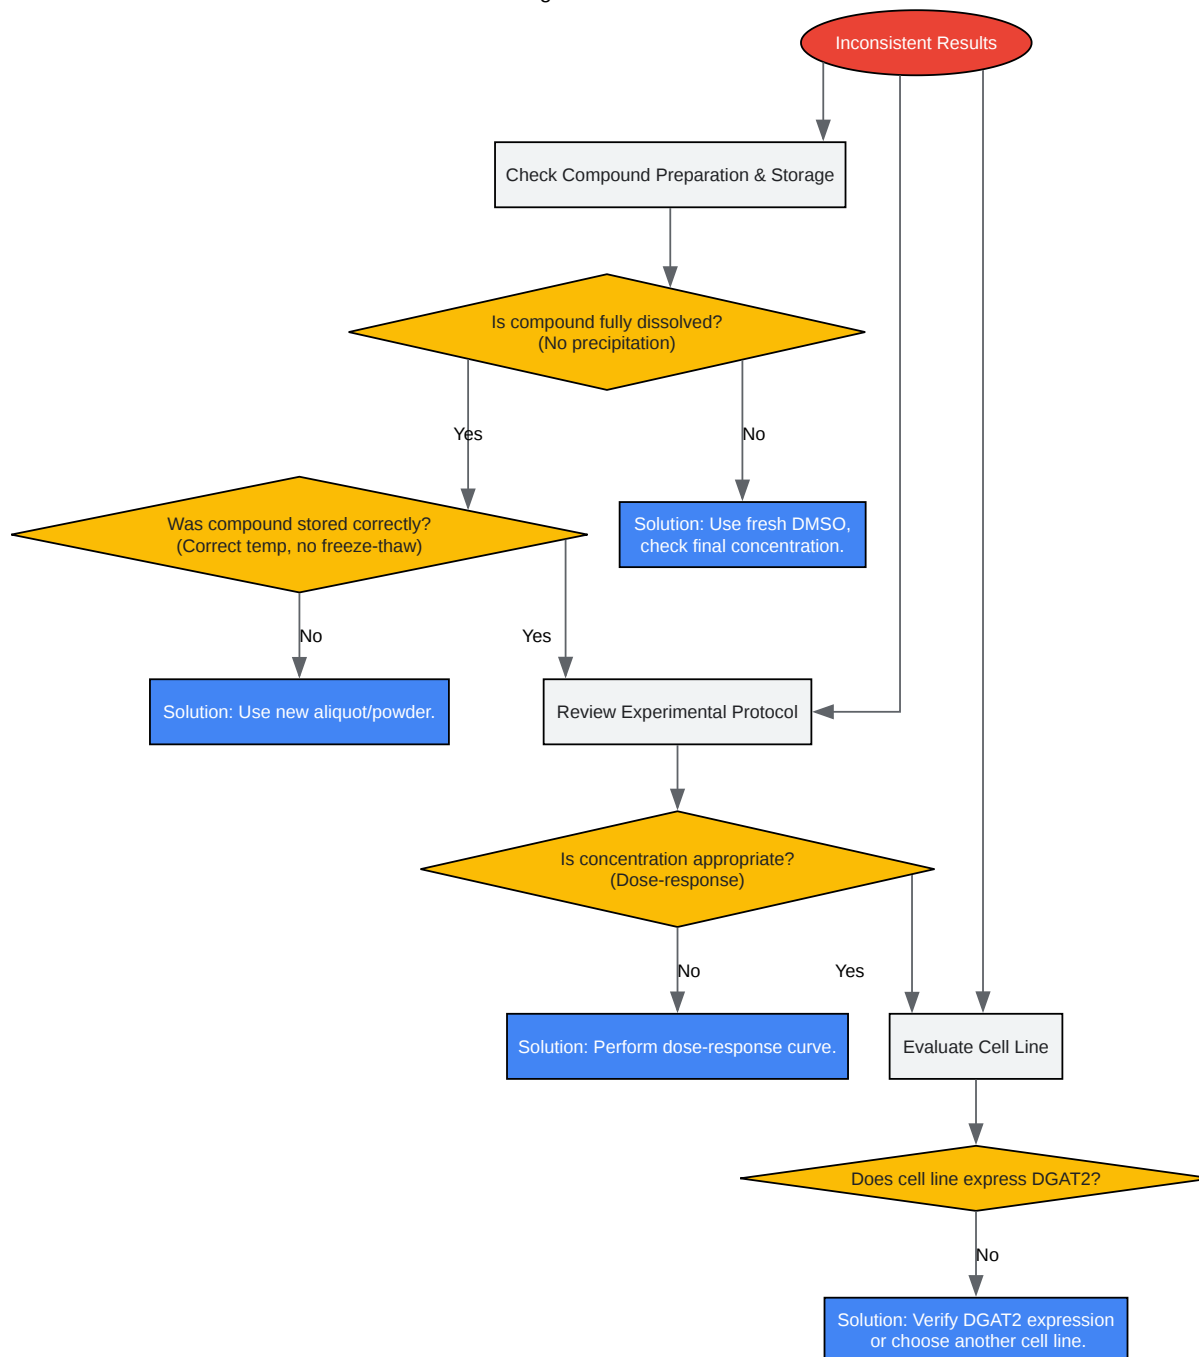 Inconsistent Results
Check Compound Preparation & Storage
Is compound fully dissolved?
(No precipitation)
Yes
No
Was compound stored correctly?
(Correct temp, no freeze-thaw)
Solution: Use fresh DMSO,
check final concentration.
No
Yes
Solution: Use new aliquot/powder.
Review Experimental Protocol
Is concentration appropriate?
(Dose-response)
No
Yes
Solution: Perform dose-response curve.
Evaluate Cell Line
Does cell line express DGAT2?
No
Solution: Verify DGAT2 expression
or choose another cell line.